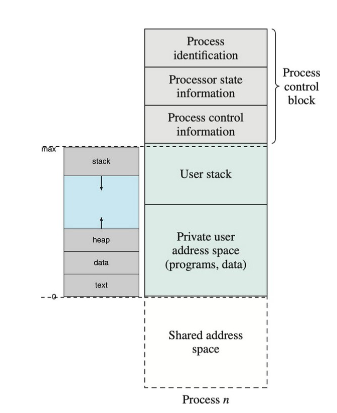 Process
identification
Processor state
information
Process control
information
Process
control
block
max
stack
heap
data
text
0
User stack
Private user
address space
(programs, data)
Shared address
space
Process n